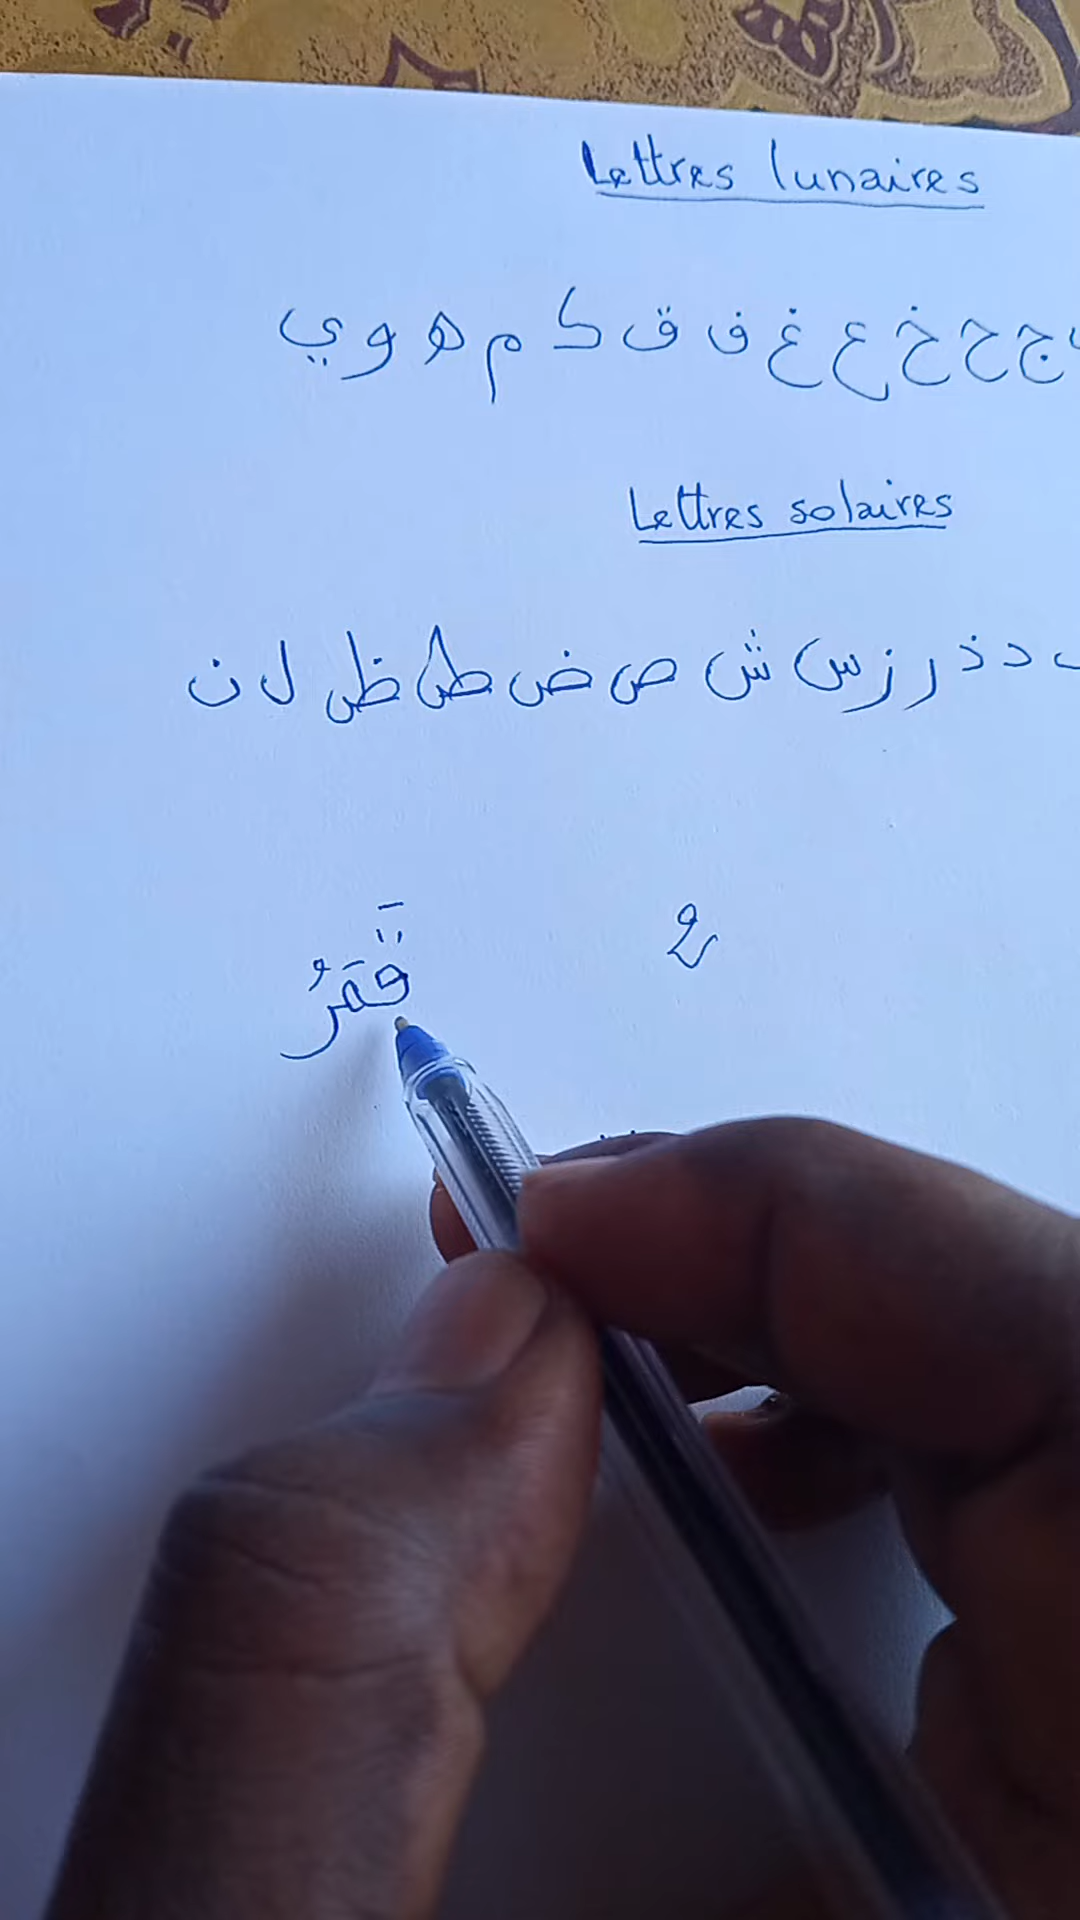 Lettres lunaires
ج ح خ ع غ ف ق ك م ه و ي
Lettres solaires
د ذ ر ز س ش ص ض ط ظ ل ن
قَمَرُ